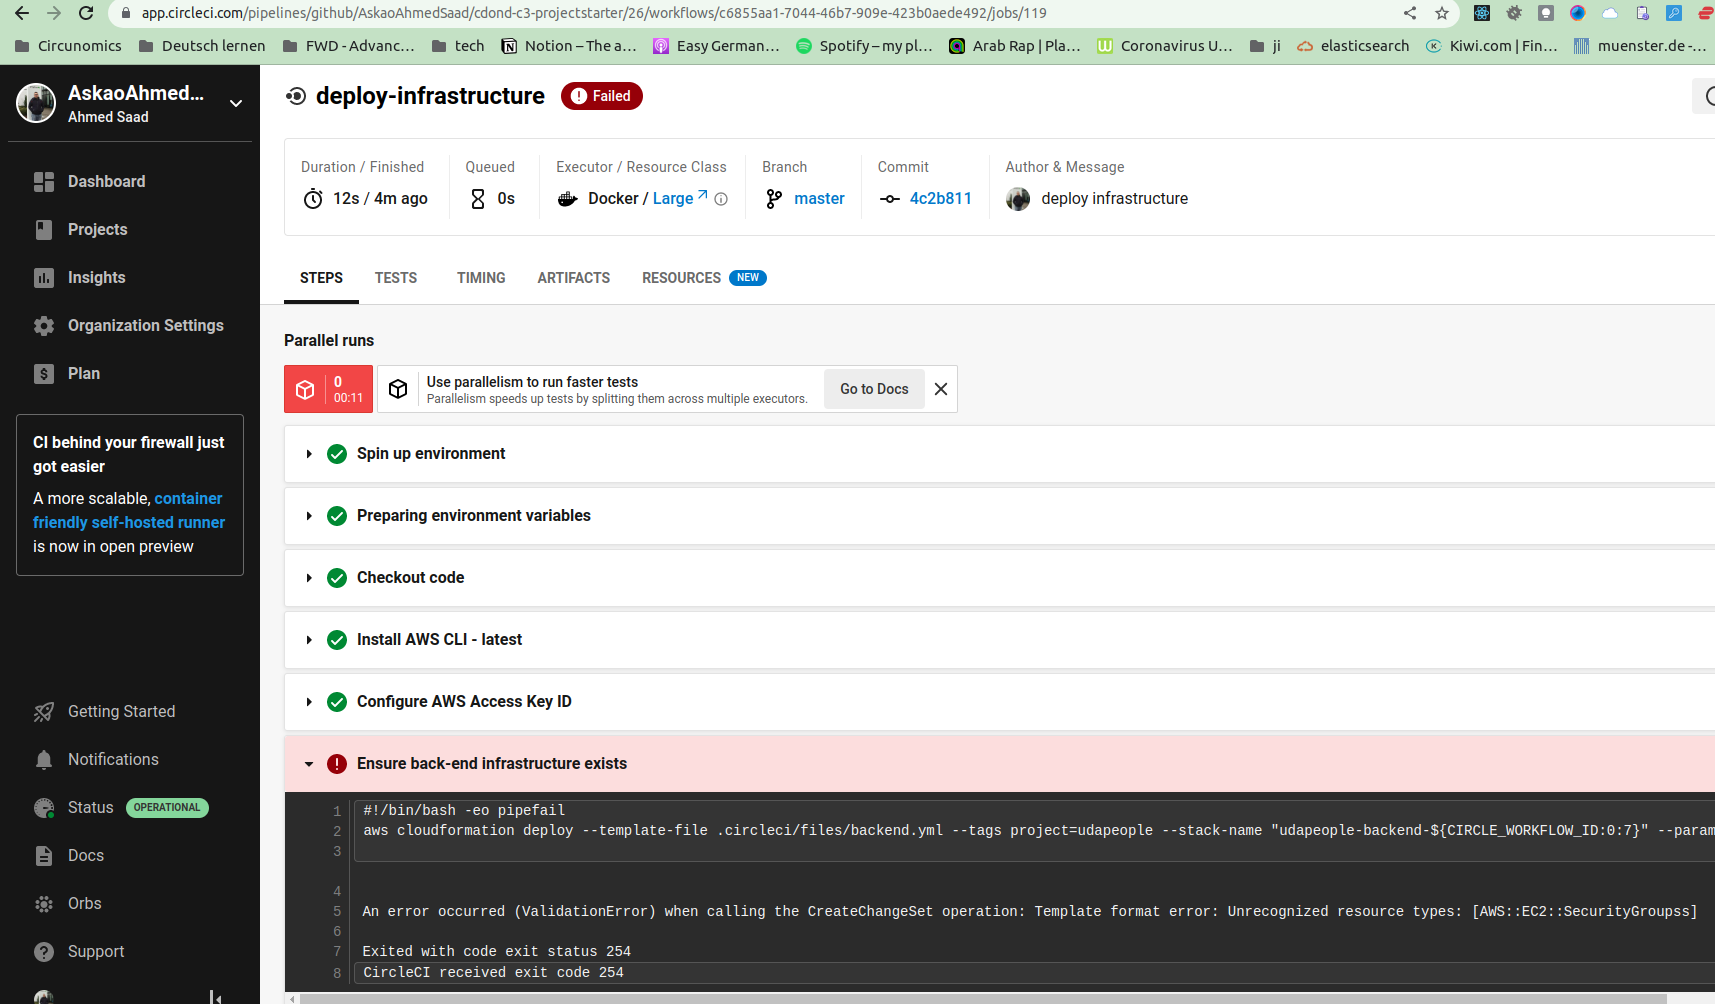 app.circleci.com/pipelines/github/AskaoAhmedSaad/cdond-c3-projectstarter/26/workflows/c6855aa1-7044-46b7-909e-423b0aede492/jobs/119
Circunomics Deutsch lernen FWD - Advanc... tech Notion – The a... Easy German... Spotify – my pl... Arab Rap | Pla... Coronavirus U... ji elasticsearch Kiwi.com | Fin... muenster.de -...
AskaoAhmed...
Ahmed Saad
Dashboard
Projects
Insights
Organization Settings
Plan
CI behind your firewall just
got easier
A more scalable, container
friendly self-hosted runner
is now in open preview
Getting Started
Notifications
Status OPERATIONAL
Docs
Orbs
Support
deploy-infrastructure Failed
Duration / Finished Queued Executor / Resource Class Branch Commit Author & Message
12s / 4m ago 0s Docker / Large master 4c2b811 deploy infrastructure
STEPS TESTS TIMING ARTIFACTS RESOURCES NEW
Parallel runs
0
00:11
Use parallelism to run faster tests
Parallelism speeds up tests by splitting them across multiple executors.
Go to Docs
Spin up environment
Preparing environment variables
Checkout code
Install AWS CLI - latest
Configure AWS Access Key ID
Ensure back-end infrastructure exists
1 #!/bin/bash -eo pipefail
2 aws cloudformation deploy --template-file .circleci/files/backend.yml --tags project=udapeople --stack-name "udapeople-backend-${CIRCLE_WORKFLOW_ID:0:7}" --param
3
4
5 An error occurred (ValidationError) when calling the CreateChangeSet operation: Template format error: Unrecognized resource types: [AWS::EC2::SecurityGroupss]
6
7 Exited with code exit status 254
8 CircleCI received exit code 254